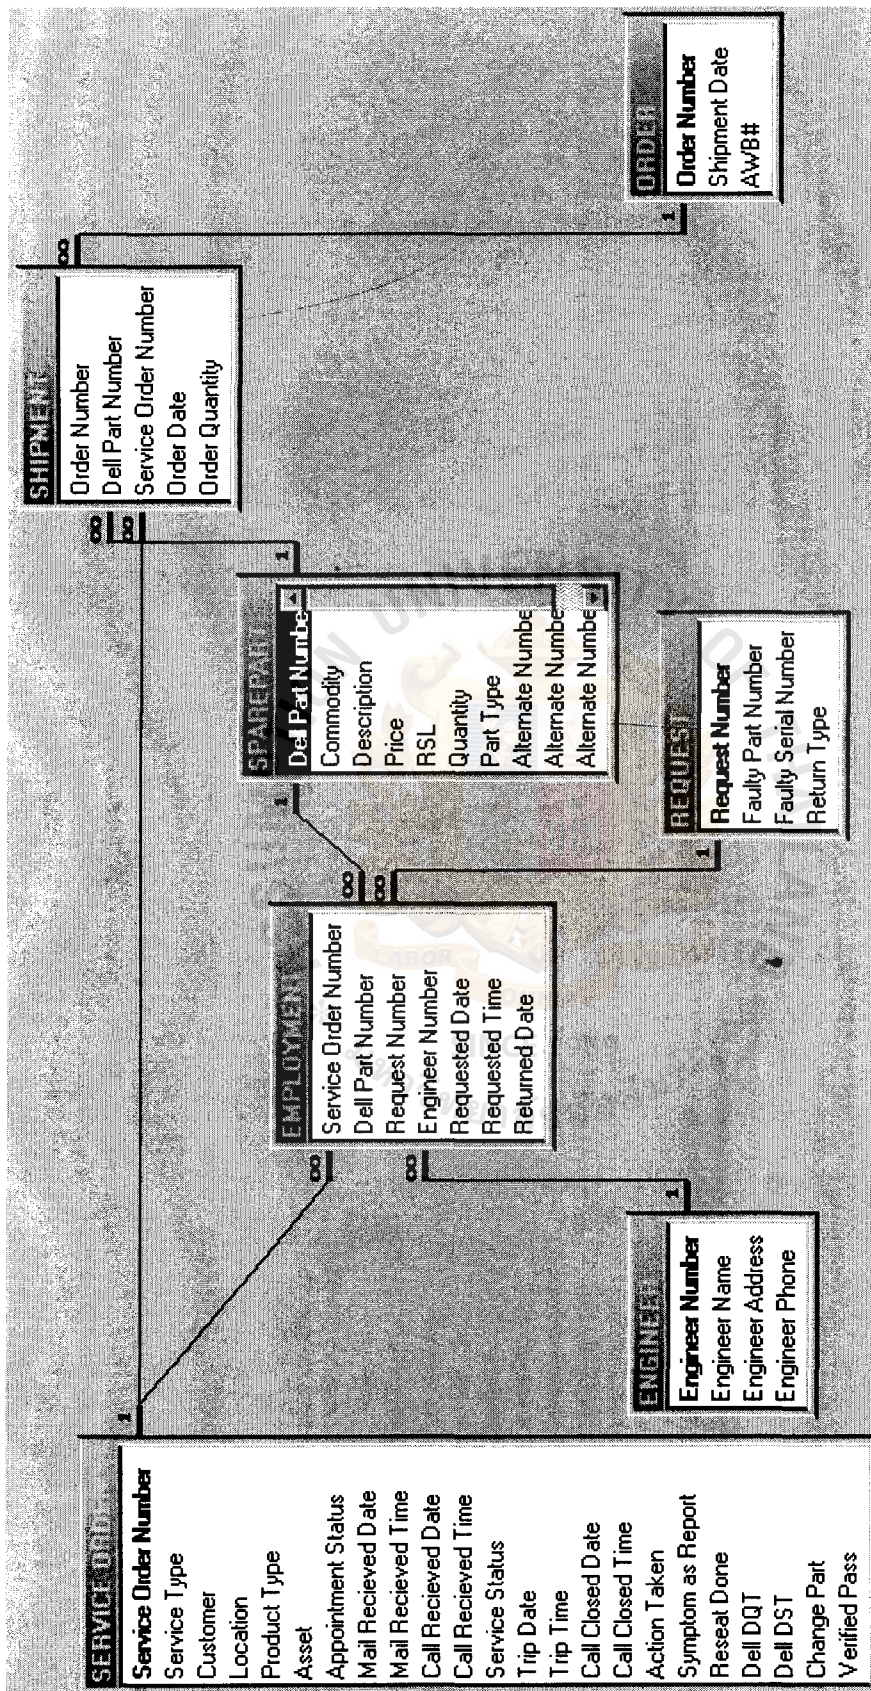 SERVICE ORDE
Service Order Number
Service Type
Customer
Location
Product Type
Asset
Appointment Status
Mail Recieved Date
Mail Recieved Time
Call Recieved Date
Call Recieved Time
Service Status
Trip Date
Trip Time
Call Closed Date
Call Closed Time
Action Taken
Symptom as Report
Reseat Done
Dell DQT
Dell DST
Change Part
Verified Pass
1
ENGINEER
Engineer Number
Engineer Name
Engineer Address
Engineer Phone
1
EMPLOYMENT
Service Order Number
Dell Part Number
Request Number
Engineer Number
Requested Date
Requested Time
Returned Date
∞
∞
∞
∞
SPAREPART
Dell Part Numbe
Commodity
Description
Price
RSL
Quantity
Part Type
Alternate Numbe
Alternate Numbe
Alternate Numbe
1
1
REQUEST
Request Number
Faulty Part Number
Faulty Serial Number
Return Type
1
SHIPMENT
Order Number
Dell Part Number
Service Order Number
Order Date
Order Quantity
∞
∞
∞
ORDER
Order Number
Shipment Date
AWB#
1
LABOR